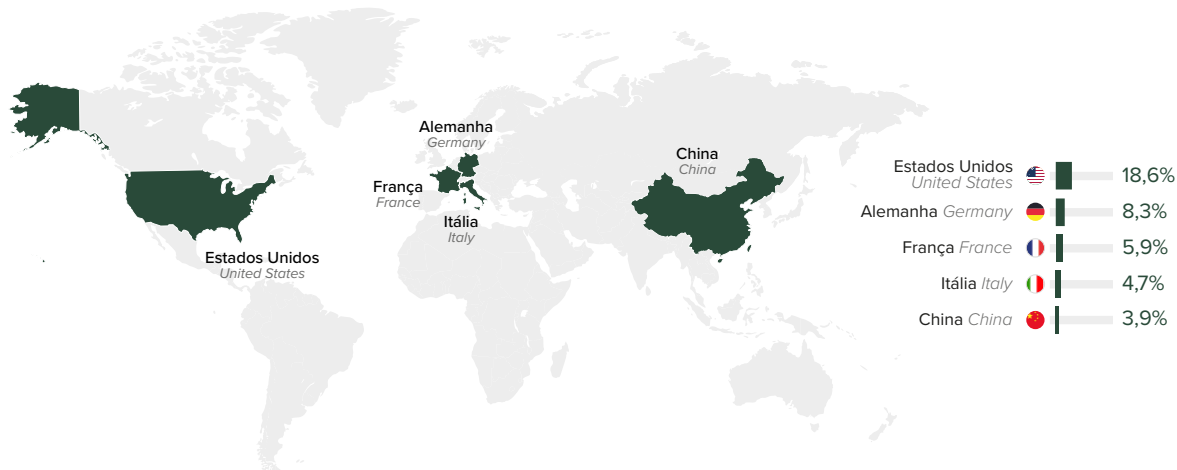 Alemanha
Germany
França
France
Itália
Italy
Estados Unidos
United States
China
China
Estados Unidos
United States
18,6%
Alemanha Germany
8,3%
França France
5,9%
Itália Italy
4,7%
China China
3,9%